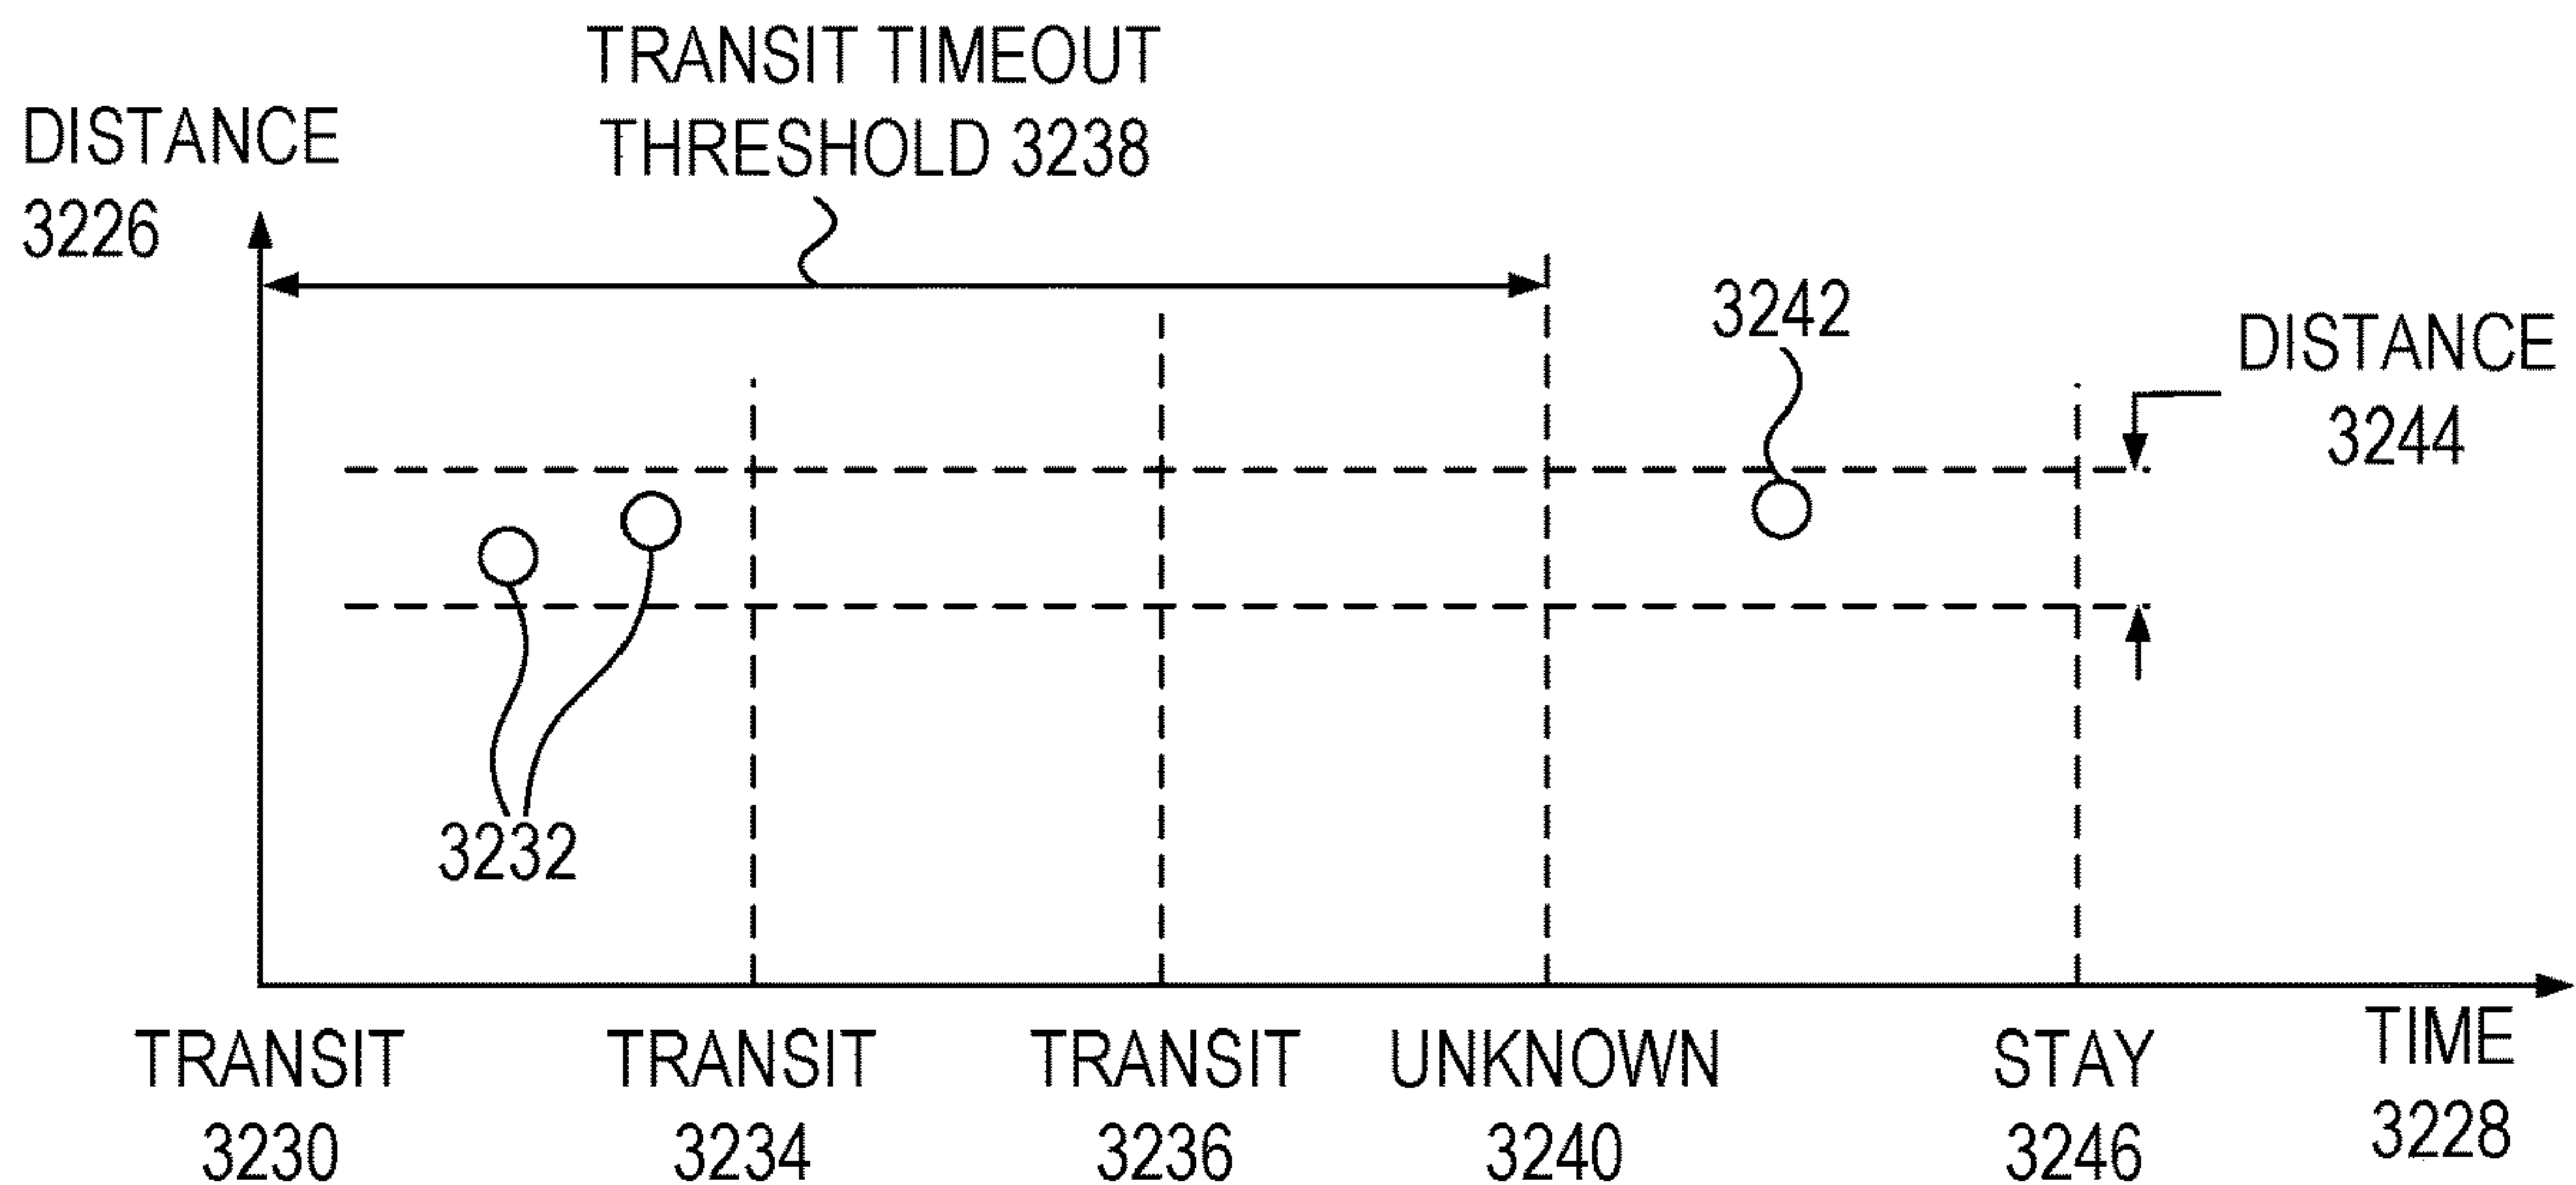 TRANSIT TIMEOUT
THRESHOLD 3238
DISTANCE
3226
3242
DISTANCE
3244
3232
TRANSIT
3230
TRANSIT
3234
TRANSIT
3236
UNKNOWN
3240
STAY
3246
TIME
3228